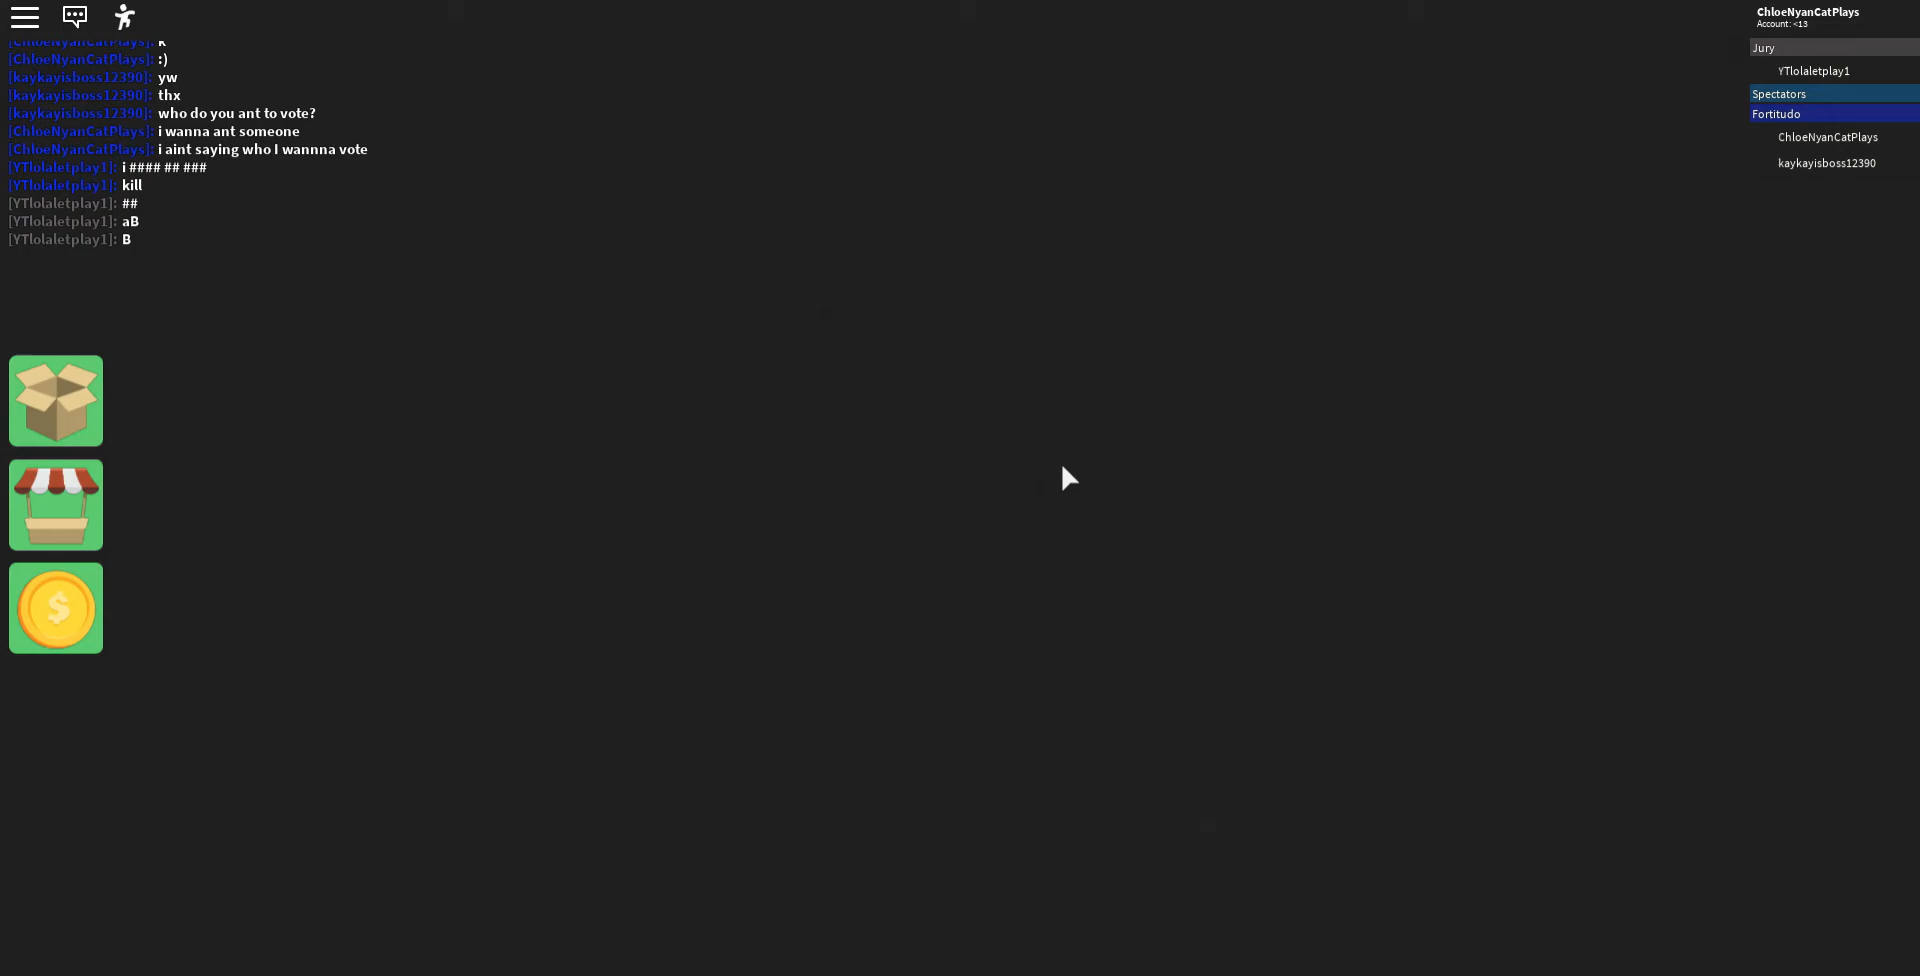 [ChloeNyanCatPlays]: k
[ChloeNyanCatPlays]: :)
[kaykayisboss12390]: yw
[kaykayisboss12390]: thx
[kaykayisboss12390]: who do you ant to vote?
[ChloeNyanCatPlays]: i wanna ant someone
[ChloeNyanCatPlays]: i aint saying who I wannna vote
[YTlolaletplay1]: i #### ## ###
[YTlolaletplay1]: kill
[YTlolaletplay1]: ##
[YTlolaletplay1]: aB
[YTlolaletplay1]: B
$
ChloeNyanCatPlays
Account: <13
Jury
YTlolaletplay1
Spectators
Fortitudo
ChloeNyanCatPlays
kaykayisboss12390